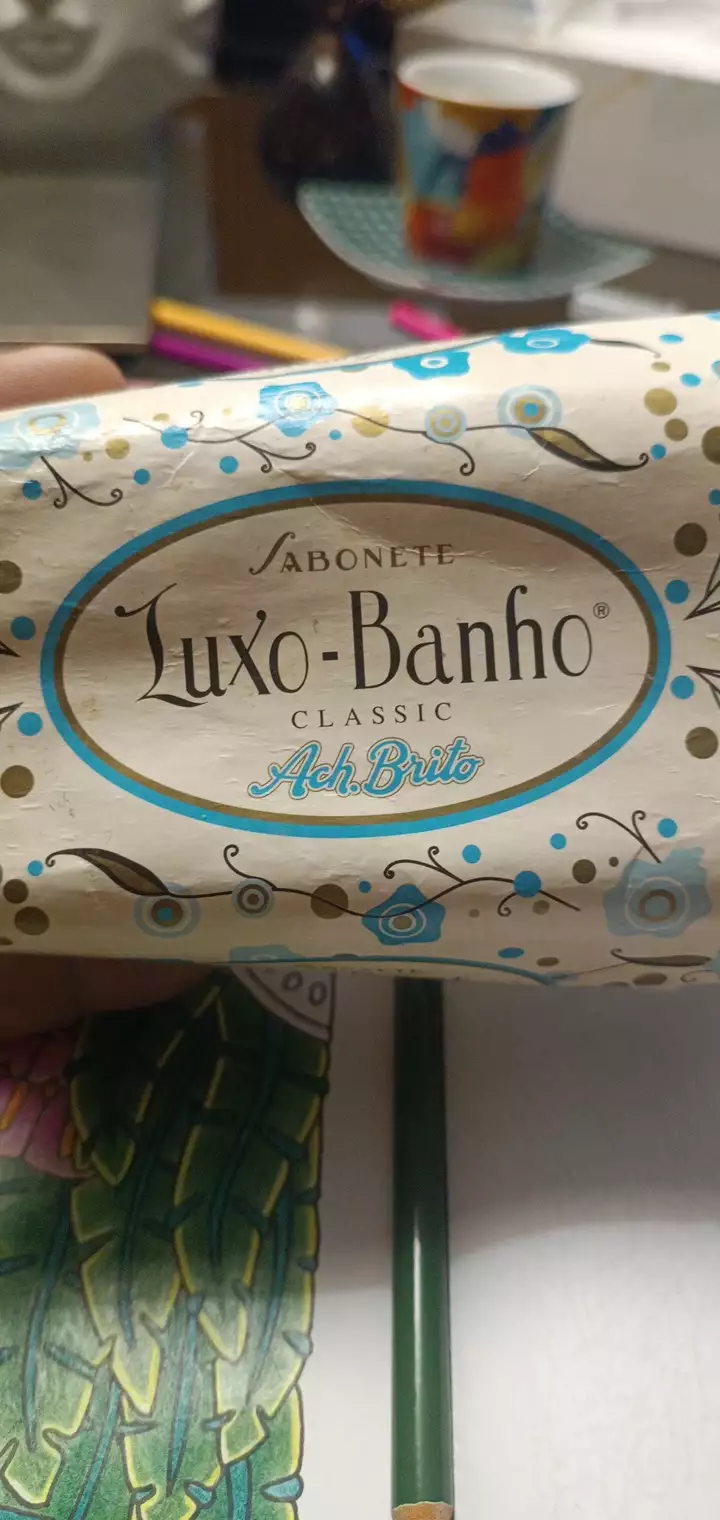 SABONETE
Luxo-Banho®
CLASSIC
Ach. Brito